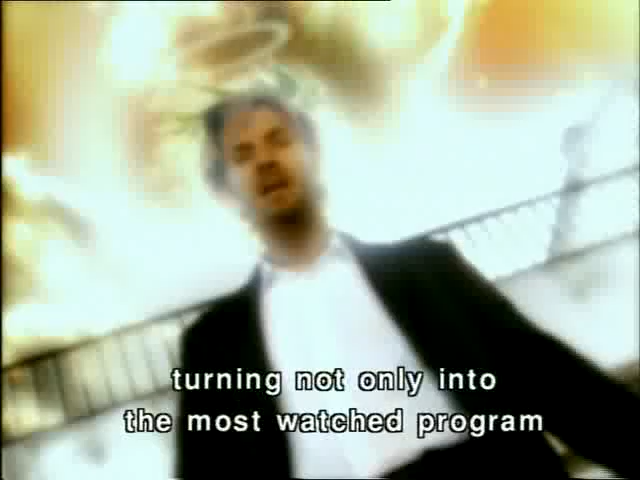 turning not only into
the most watched program